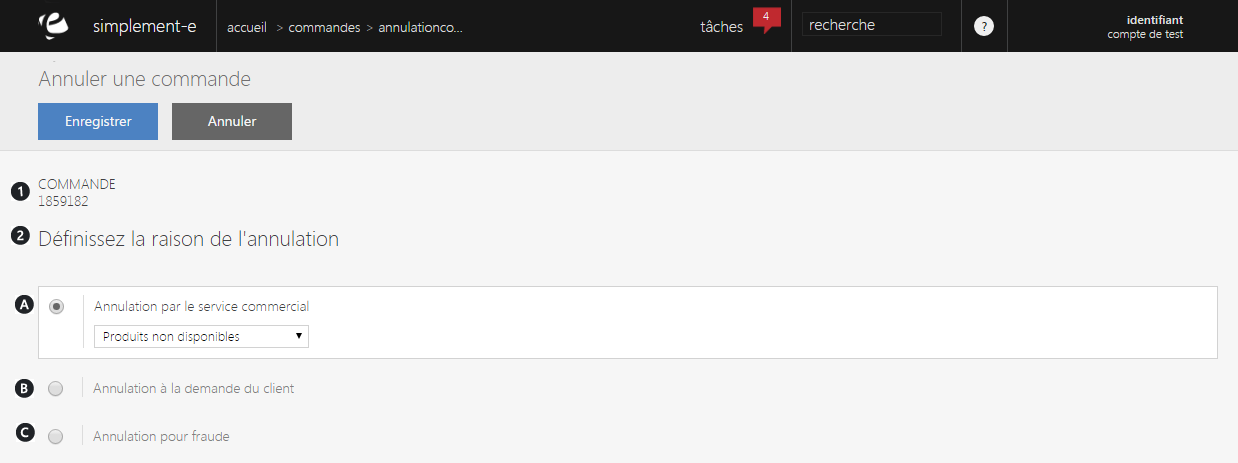 simplement-e
accueil > commandes > annulationco...
tâches
4
recherche
?
identifiant
compte de test
Annuler une commande
Enregistrer
Annuler
1
COMMANDE
1859182
2
Définissez la raison de l'annulation
A
Annulation par le service commercial
Produits non disponibles
B
Annulation à la demande du client
C
Annulation pour fraude